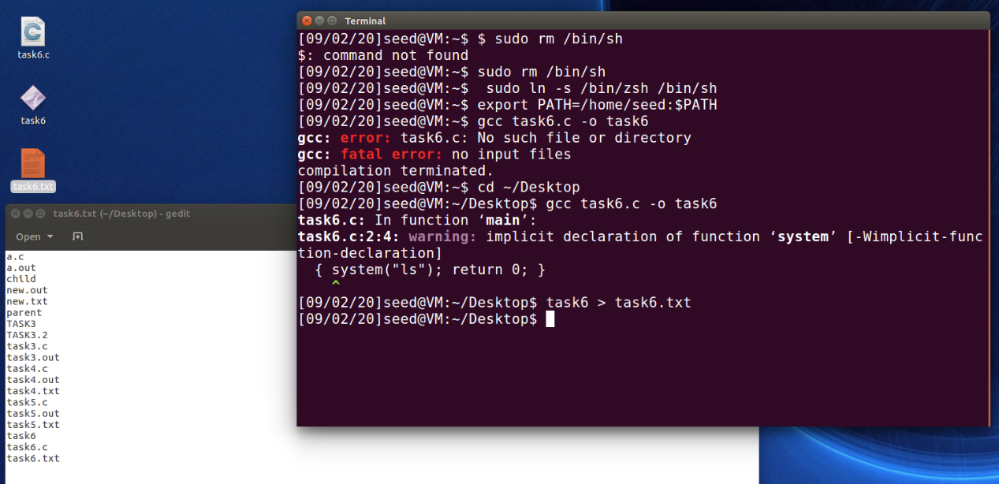 task6.c
task6
task6.txt
Terminal
[09/02/20]seed@VM:~$ $ sudo rm /bin/sh
$: command not found
[09/02/20]seed@VM:~$ sudo rm /bin/sh
[09/02/20]seed@VM:~$  sudo ln -s /bin/zsh /bin/sh
[09/02/20]seed@VM:~$ export PATH=/home/seed:$PATH
[09/02/20]seed@VM:~$ gcc task6.c -o task6
gcc: error: task6.c: No such file or directory
gcc: fatal error: no input files
compilation terminated.
[09/02/20]seed@VM:~$ cd ~/Desktop
[09/02/20]seed@VM:~/Desktop$ gcc task6.c -o task6
task6.c: In function ‘main’:
task6.c:2:4: warning: implicit declaration of function ‘system’ [-Wimplicit-func
tion-declaration]
  { system("ls"); return 0; }
    ^
[09/02/20]seed@VM:~/Desktop$ task6 > task6.txt
[09/02/20]seed@VM:~/Desktop$
task6.txt (~/Desktop) - gedit
Open
a.c
a.out
child
new.out
new.txt
parent
TASK3
TASK3.2
task3.c
task3.out
task4.c
task4.out
task4.txt
task5.c
task5.out
task5.txt
task6
task6.c
task6.txt